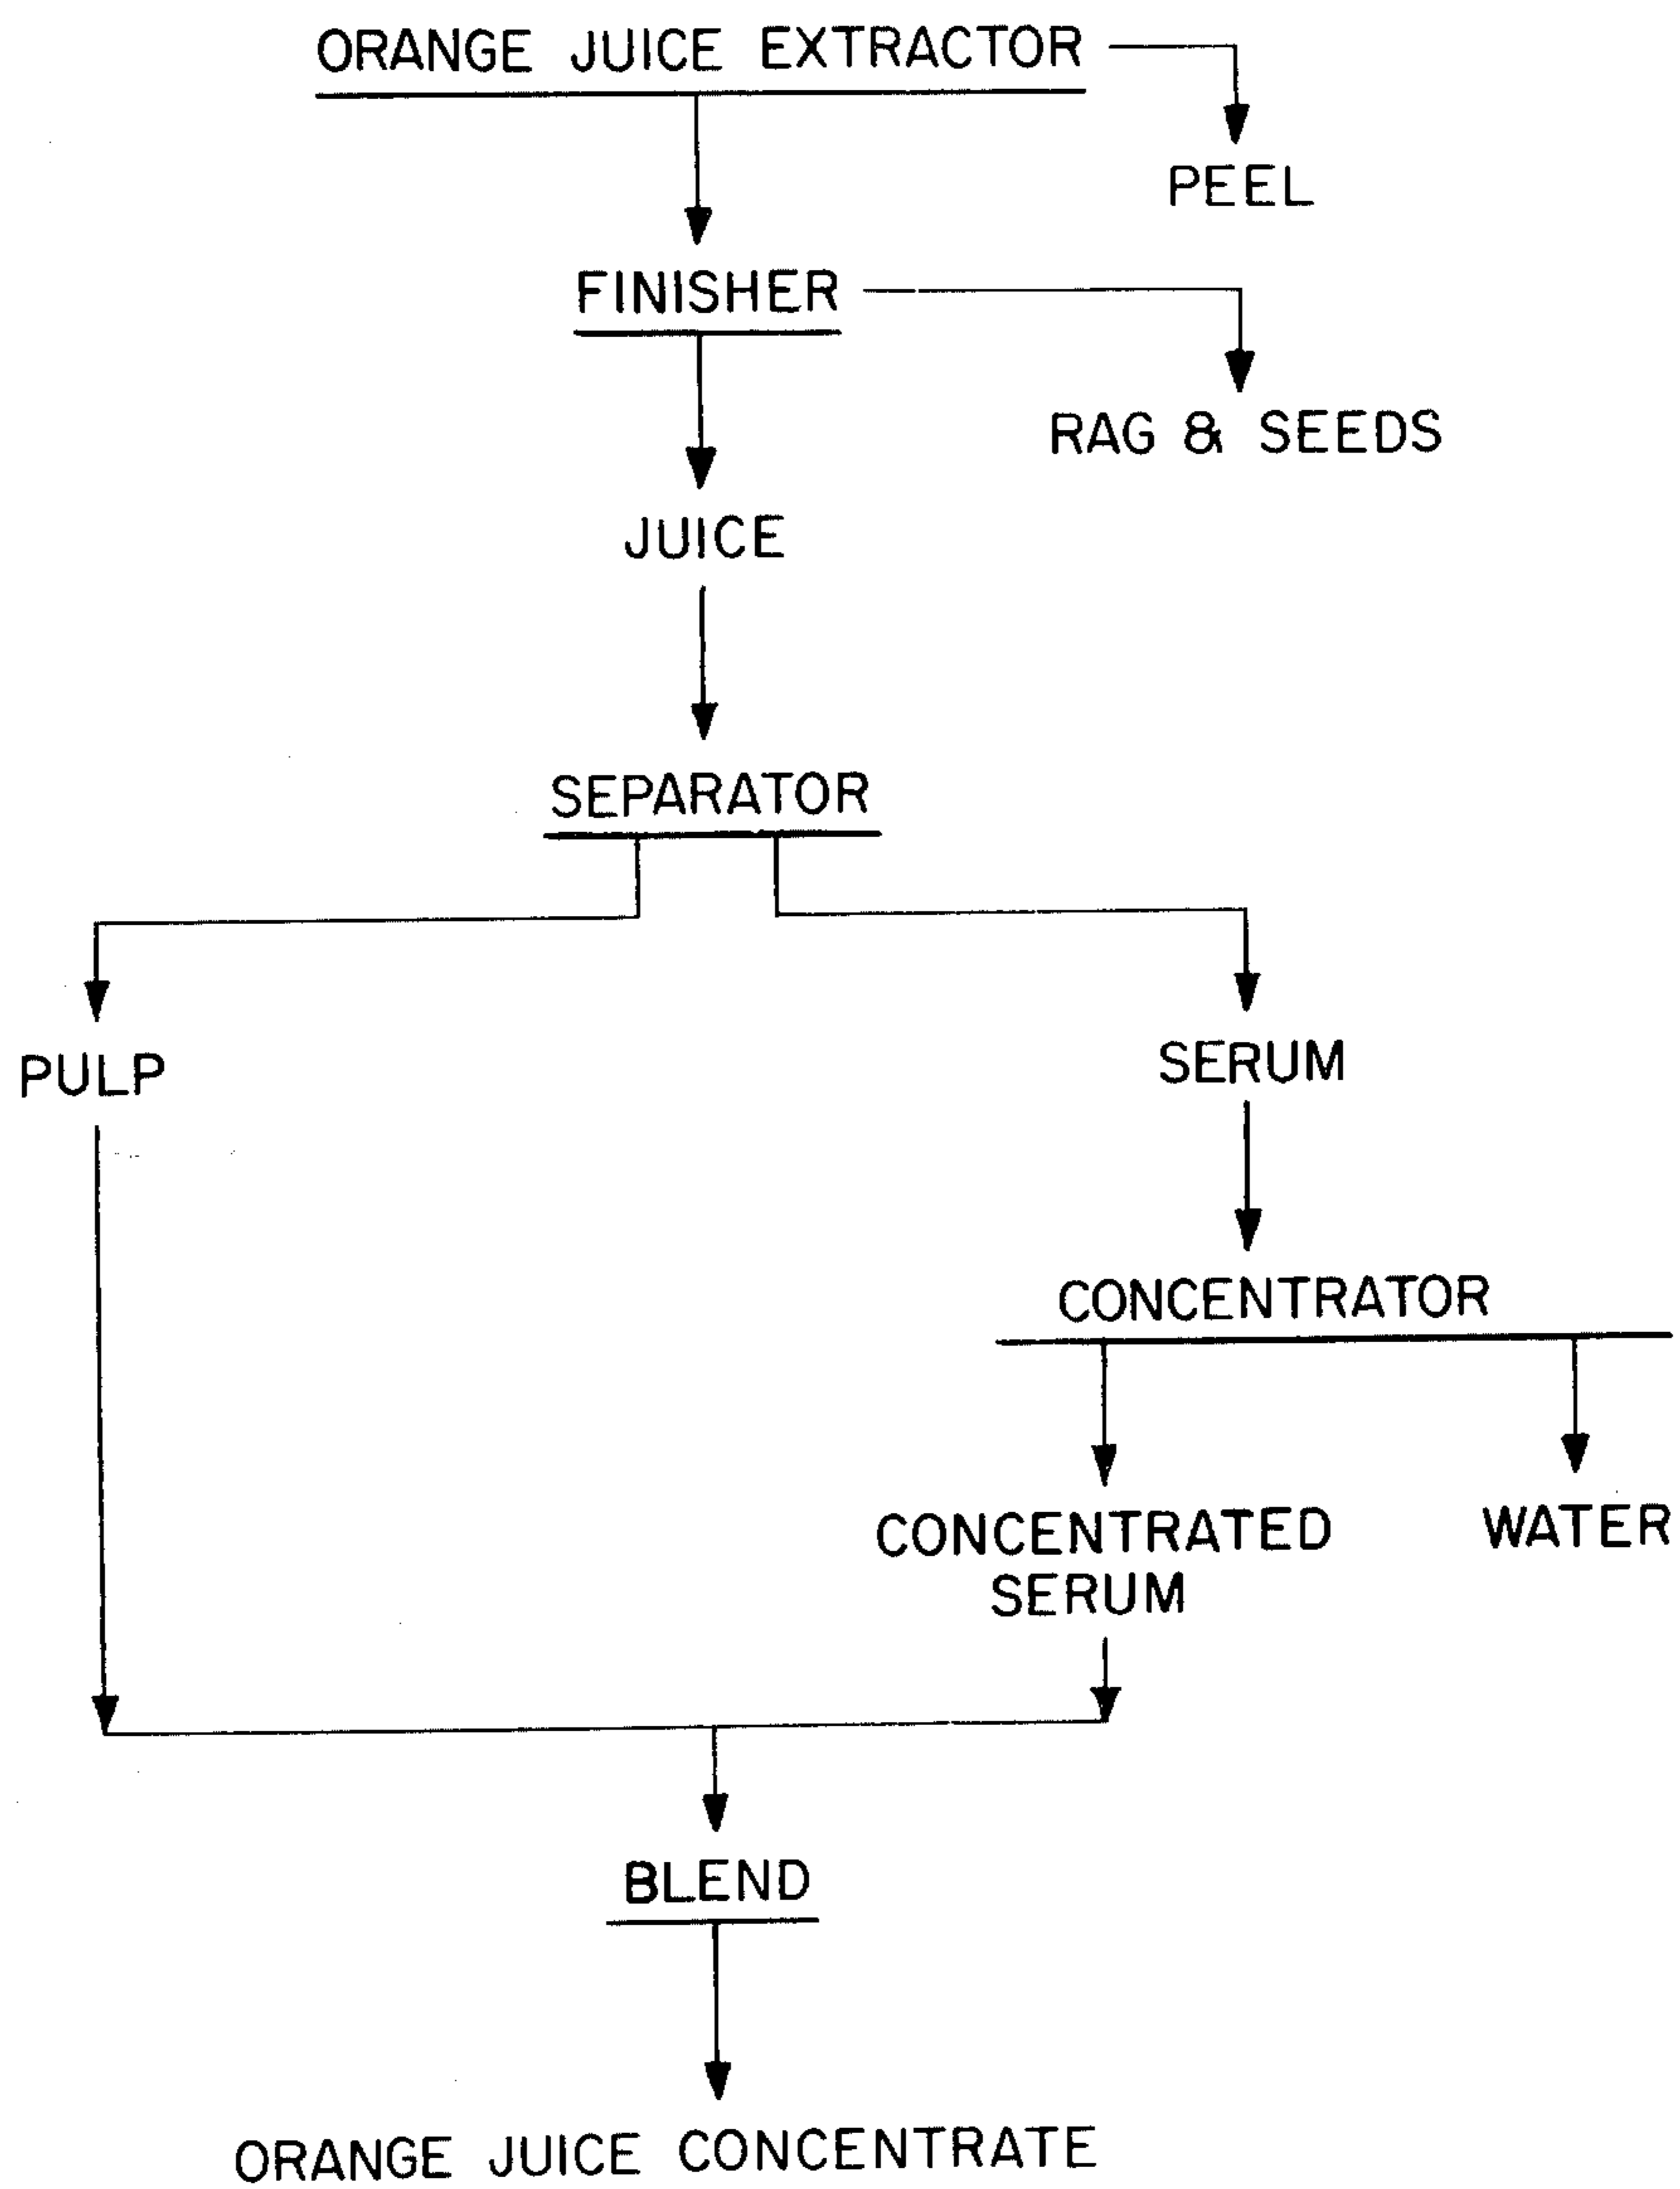 ORANGE JUICE EXTRACTOR
PEEL
FINISHER
RAG & SEEDS
JUICE
SEPARATOR
PULP
SERUM
CONCENTRATOR
CONCENTRATED
SERUM
WATER
BLEND
ORANGE JUICE CONCENTRATE